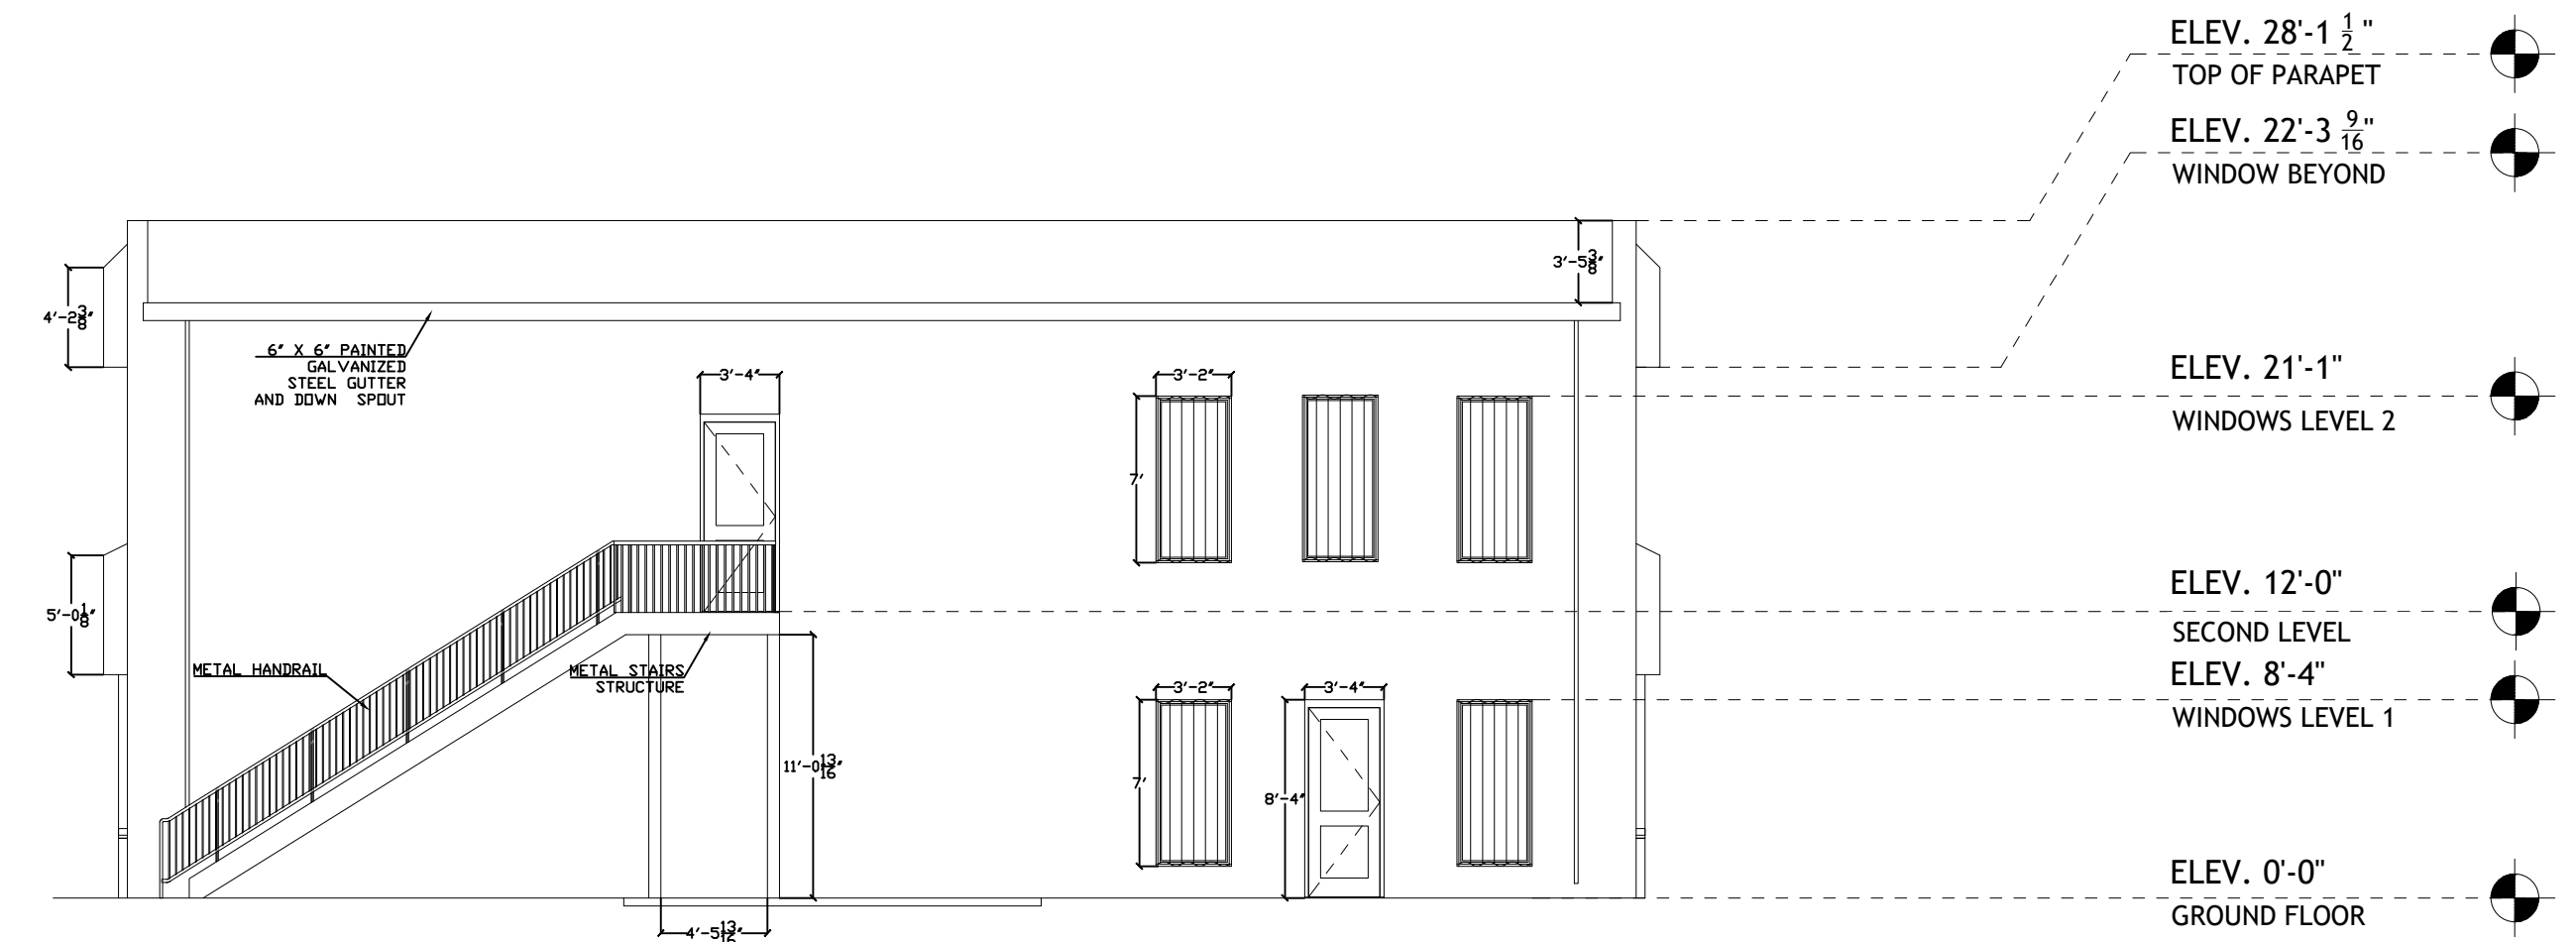 ELEV. 28'-1 1/2"
TOP OF PARAPET
ELEV. 22'-3 9/16"
WINDOW BEYOND
3'-5 3/8"
4'-2 3/8"
6" X 6" PAINTED
GALVANIZED
STEEL GUTTER
AND DOWN SPOUT
3'-4"
3'-2"
ELEV. 21'-1"
WINDOWS LEVEL 2
7'
ELEV. 12'-0"
SECOND LEVEL
5'-0 1/8"
METAL HANDRAIL
METAL STAIRS
STRUCTURE
3'-2"
3'-4"
ELEV. 8'-4"
WINDOWS LEVEL 1
11'-0 13/16"
7'
8'-4"
ELEV. 0'-0"
GROUND FLOOR
4'-5 13/16"